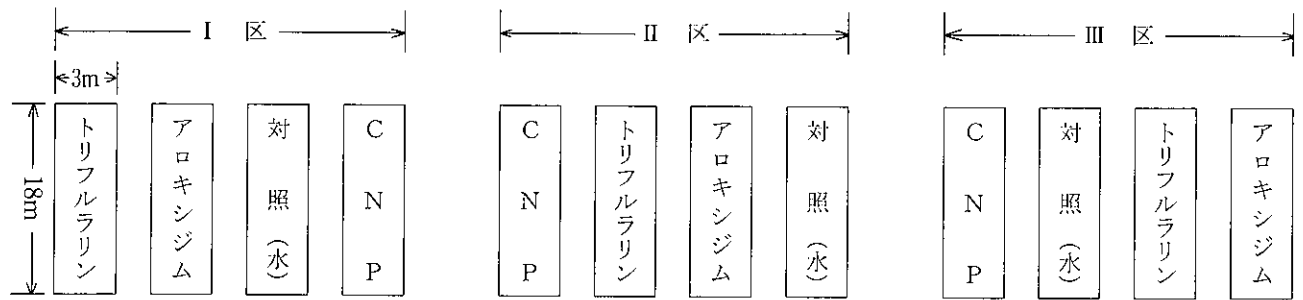 I 区
II 区
III 区
3m
18m
トリフルラリン
アロキシジム
対照(水)
CNP
CNP
トリフルラリン
アロキシジム
対照(水)
CNP
対照(水)
トリフルラリン
アロキシジム